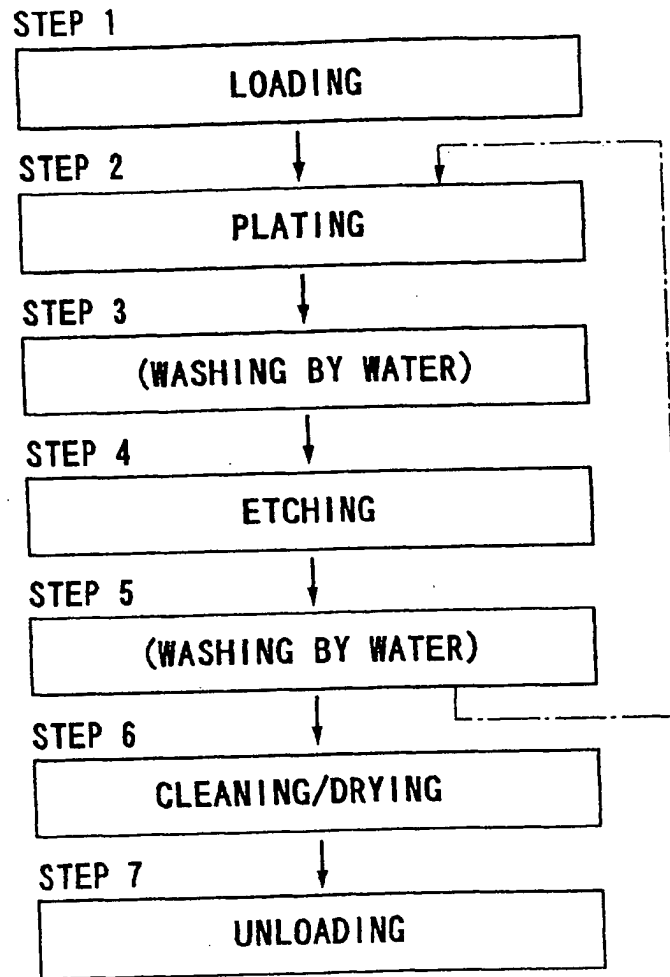 STEP 1
LOADING
STEP 2
PLATING
STEP 3
(WASHING BY WATER)
STEP 4
ETCHING
STEP 5
(WASHING BY WATER)
STEP 6
CLEANING/DRYING
STEP 7
UNLOADING